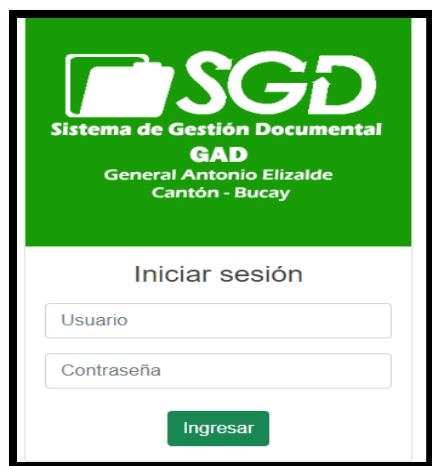 SGD
Sistema de Gestión Documental
GAD
General Antonio Elizalde
Cantón - Bucay
Iniciar sesión
Usuario
Contraseña
Ingresar